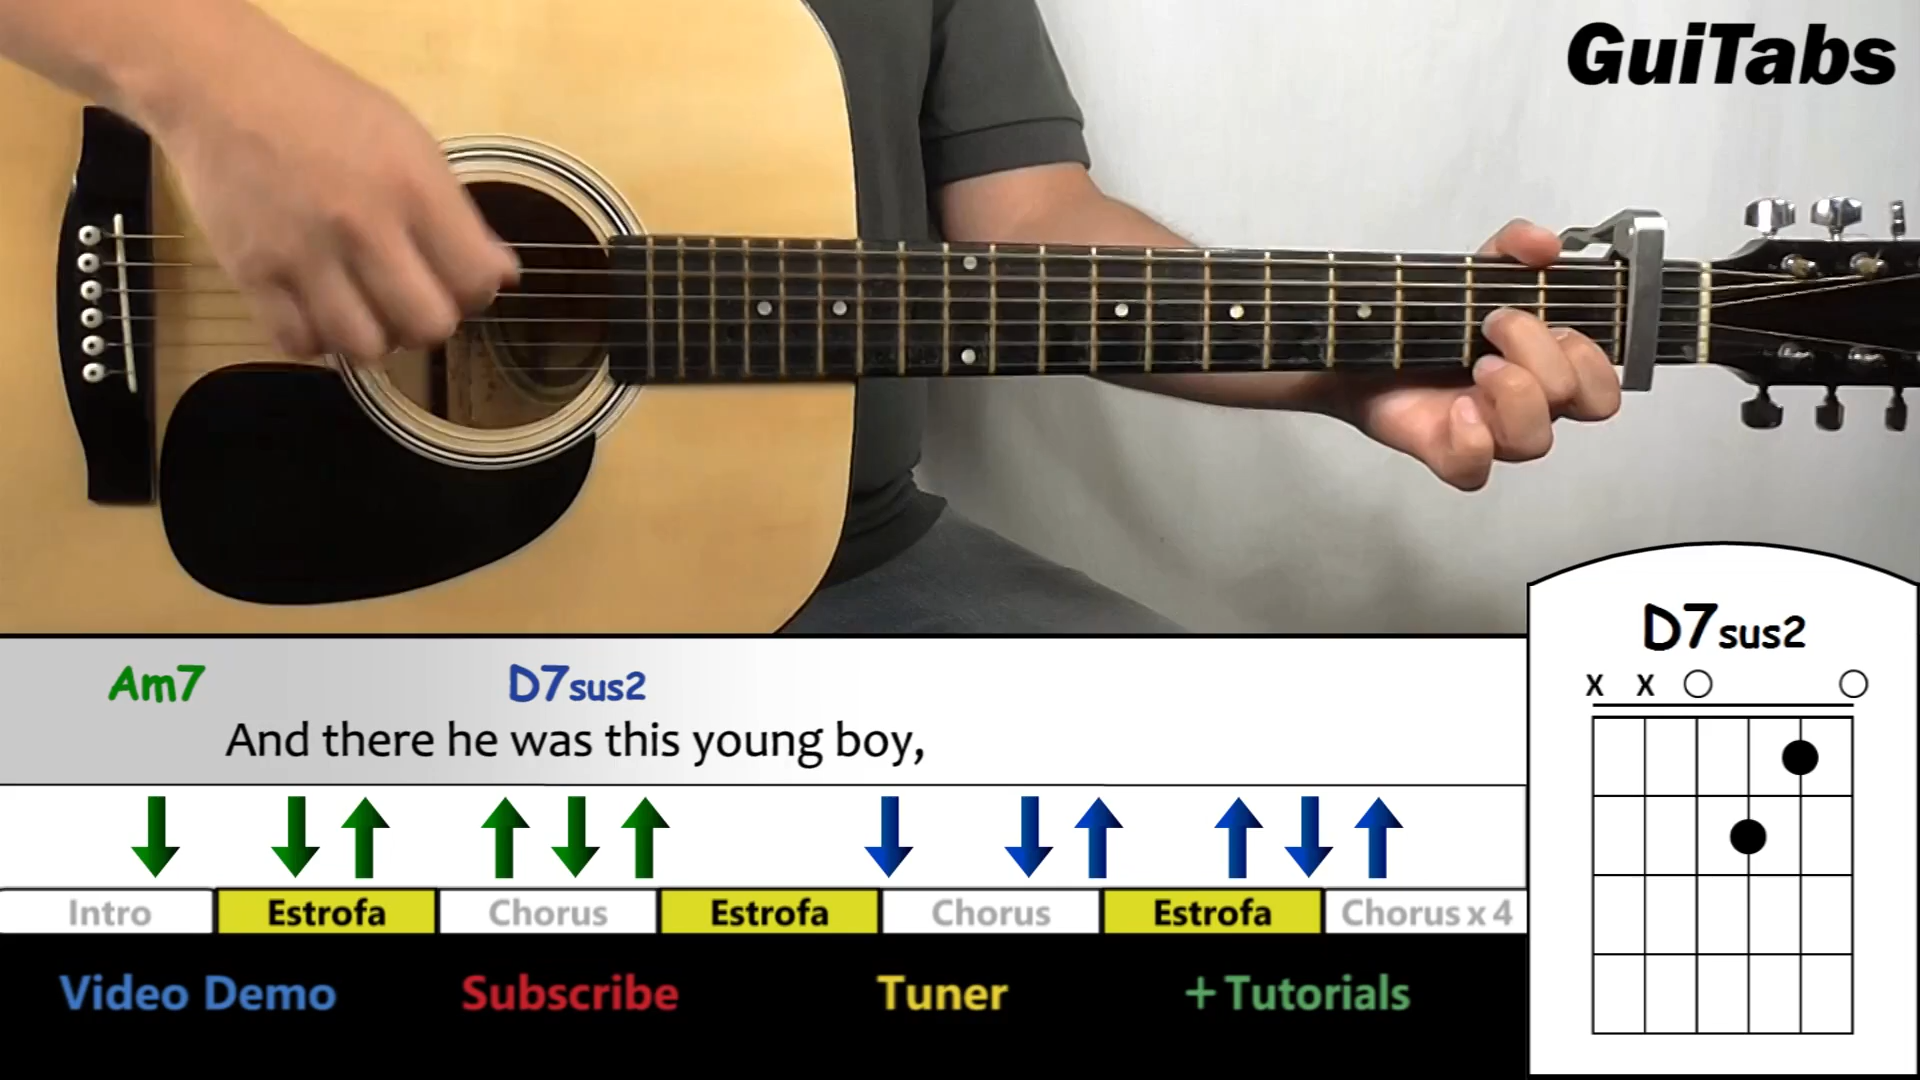 GuiTabs
Am7 D7sus2
And there he was this young boy,
D7sus2
x x
Intro Estrofa Chorus Estrofa Chorus Estrofa Chorus x 4
Video Demo Subscribe Tuner + Tutorials